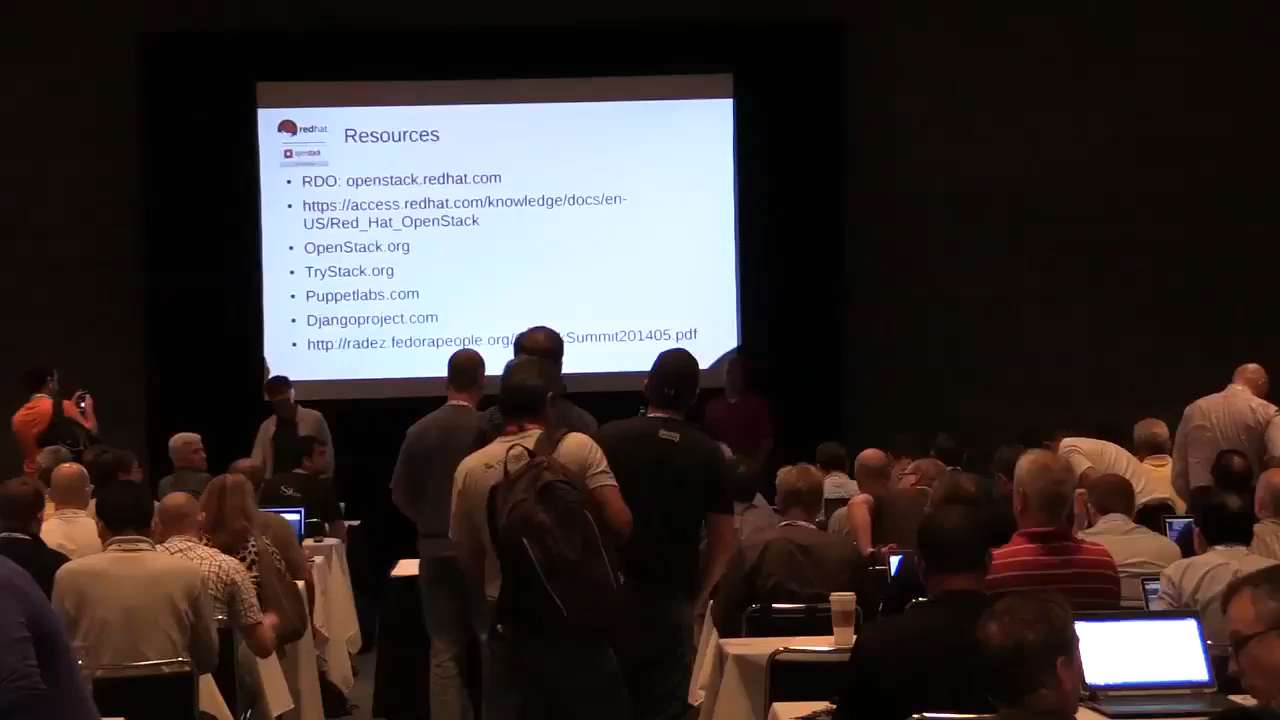 redhat.
openstack
Resources
• RDO: openstack.redhat.com
• https://access.redhat.com/knowledge/docs/en-
US/Red_Hat_OpenStack
• OpenStack.org
• TryStack.org
• Puppetlabs.com
• Djangoproject.com
• http://radez.fedorapeople.org/ kSummit201405.pdf